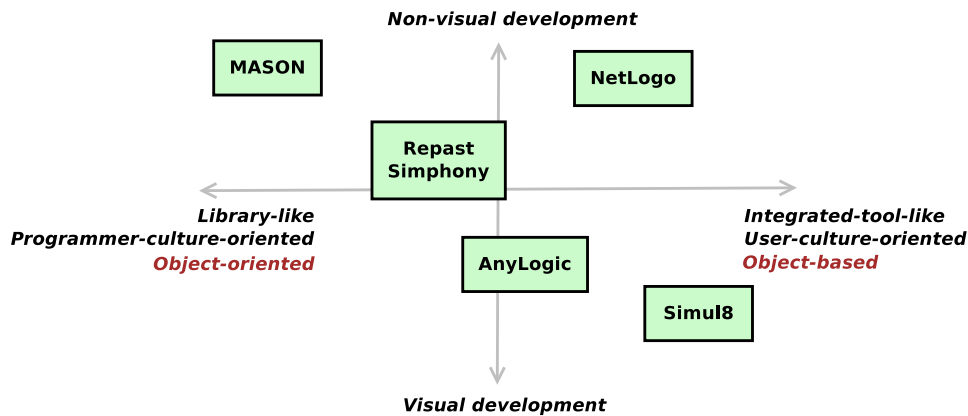 Non-visual development
MASON
NetLogo
Repast
Simphony
Library-like
Programmer-culture-oriented
Object-oriented
Integrated-tool-like
User-culture-oriented
Object-based
AnyLogic
Simul8
Visual development